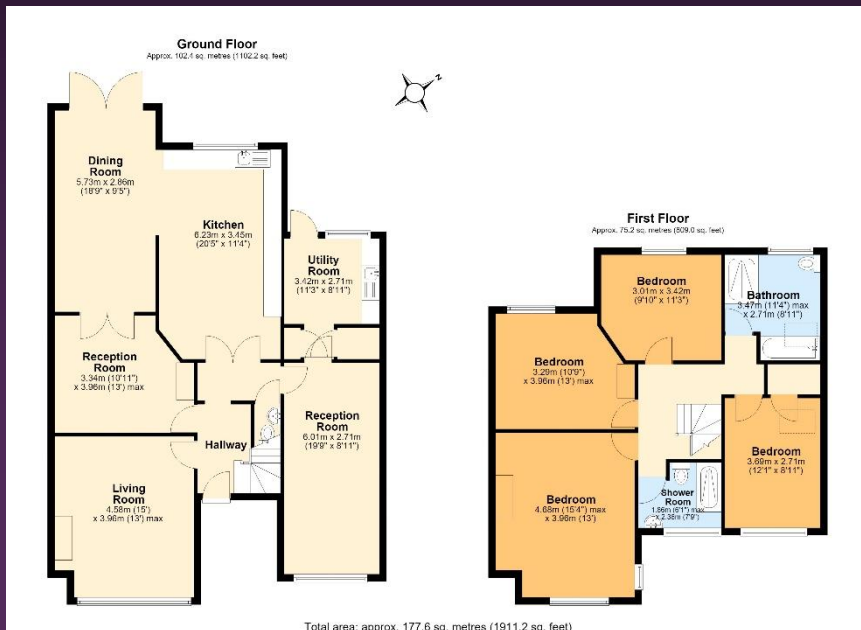 Ground Floor
Approx. 102.4 sq. metres (1102.2 sq. feet)
N
Dining
Room
5.73m x 2.86m
(18'9" x 9'5")
Kitchen
6.23m x 3.45m
(20'5" x 11'4")
Utility
Room
3.42m x 2.71m
(11'3" x 8'11")
Reception
Room
3.34m (10'11")
x 3.96m (13') max
Hallway
Reception
Room
6.01m x 2.71m
(19'9" x 8'11")
Living
Room
4.58m (15')
x 3.96m (13') max
First Floor
Approx. 75.2 sq. metres (809.0 sq. feet)
Bedroom
3.01m x 3.42m
(9'10" x 11'3")
Bathroom
3.47m (11'4") max
x 2.71m (8'11")
Bedroom
3.29m (10'9")
x 3.96m (13') max
Bedroom
3.69m x 2.71m
(12'1" x 8'11")
Bedroom
4.68m (15'4") max
x 3.96m (13')
Shower
Room
1.86m (6'1") max
x 2.38m (7'9")
Total area: approx. 177.6 sq. metres (1911.2 sq. feet)